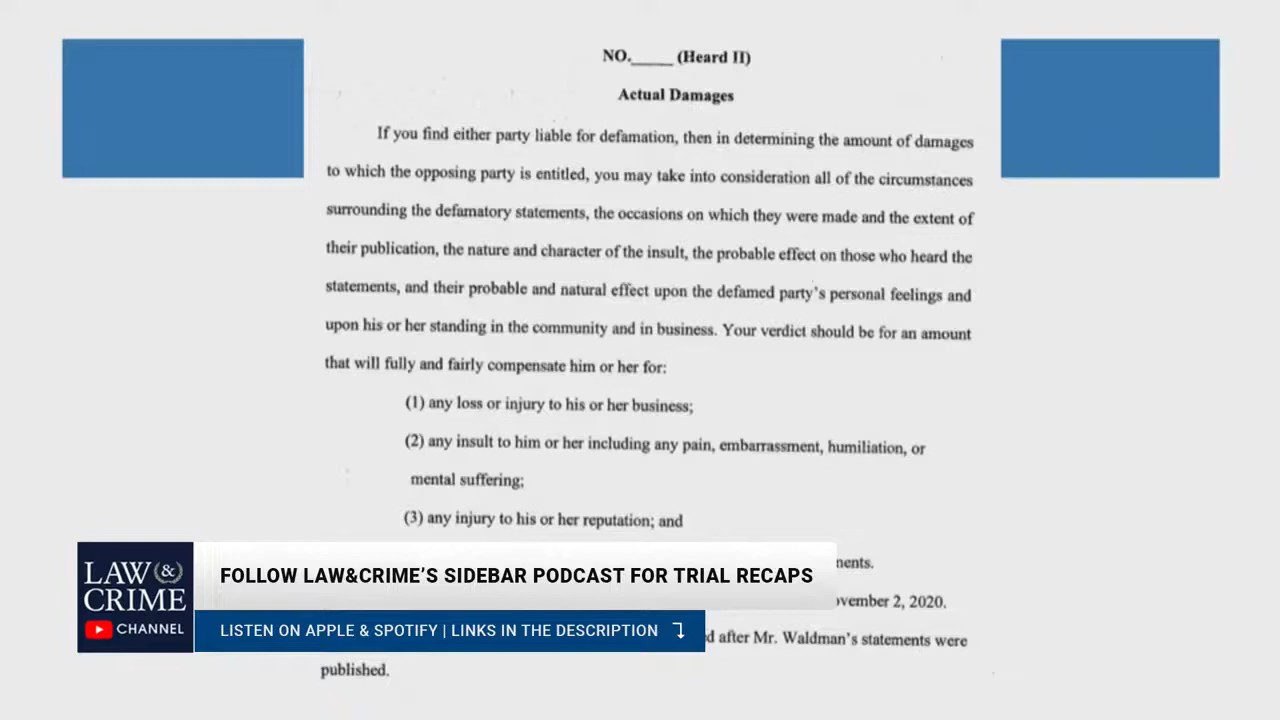 NO._____ (Heard II)
Actual Damages
If you find either party liable for defamation, then in determining the amount of damages
to which the opposing party is entitled, you may take into consideration all of the circumstances
surrounding the defamatory statements, the occasions on which they were made and the extent of
their publication, the nature and character of the insult, the probable effect on those who heard the
statements, and their probable and natural effect upon the defamed party's personal feelings and
upon his or her standing in the community and in business. Your verdict should be for an amount
that will fully and fairly compensate him or her for:
(1) any loss or injury to his or her business;
(2) any insult to him or her including any pain, embarrassment, humiliation, or
mental suffering;
(3) any injury to his or her reputation; and
2, 2020.
after Mr. Waldman's statements were
published.
LAW&
CRIME
CHANNEL
FOLLOW LAW&CRIME'S SIDEBAR PODCAST FOR TRIAL RECAPS
LISTEN ON APPLE & SPOTIFY | LINKS IN THE DESCRIPTION